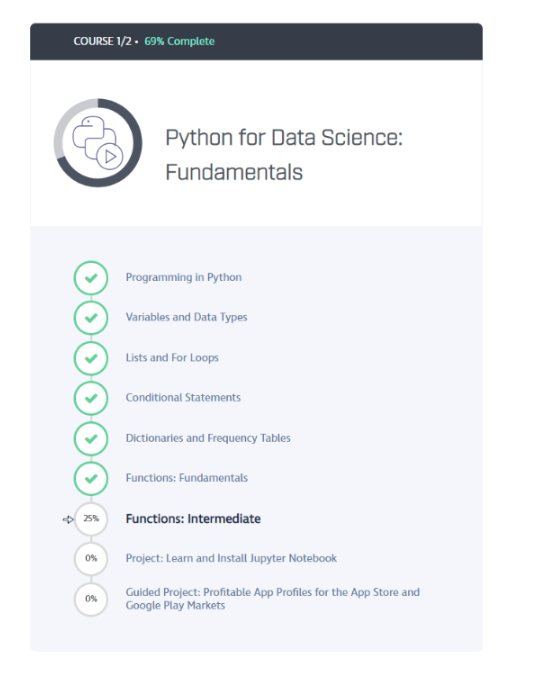 COURSE 1/2 • 69% Complete
Python for Data Science:
Fundamentals
Programming in Python
Variables and Data Types
Lists and For Loops
Conditional Statements
Dictionaries and Frequency Tables
Functions: Fundamentals
25% Functions: Intermediate
0% Project: Learn and Install Jupyter Notebook
0% Guided Project: Profitable App Profiles for the App Store and
Google Play Markets